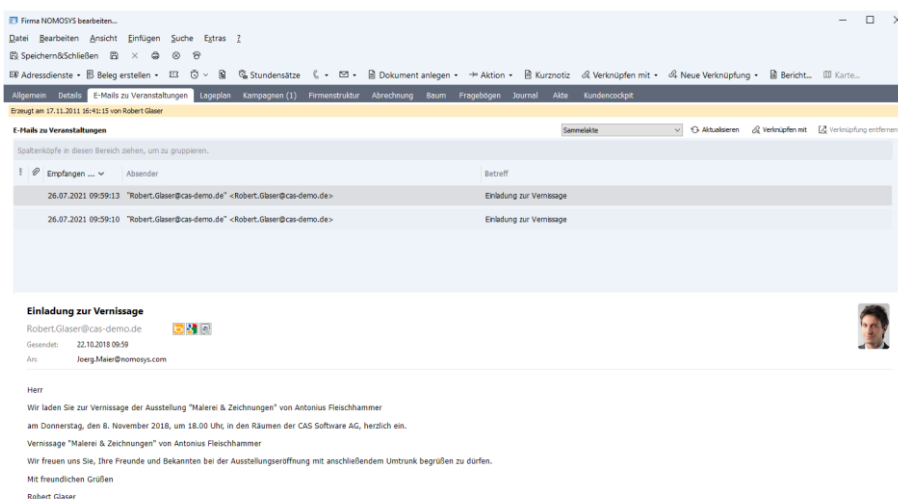 Firma NOMOSYS bearbeiten...
Datei Bearbeiten Ansicht Einfügen Suche Extras ?
Speichern&Schließen
Adressdienste Beleg erstellen Stundensätze Dokument anlegen Aktion Kurznotiz Verknüpfen mit Neue Verknüpfung Bericht... Karte...
Allgemein Details E-Mails zu Veranstaltungen Lageplan Kampagnen (1) Firmenstruktur Abrechnung Baum Fragebögen Journal Akte Kundencockpit
Erzeugt am 17.11.2011 16:41:15 von Robert Glaser
E-Mails zu Veranstaltungen Sammelakte Aktualisieren Verknüpfen mit Verknüpfung entfernen
Spaltenköpfe in diesen Bereich ziehen, um zu gruppieren.
! Empfangen ... Absender Betreff
26.07.2021 09:59:13 "Robert.Glaser@cas-demo.de" <Robert.Glaser@cas-demo.de> Einladung zur Vernissage
26.07.2021 09:59:10 "Robert.Glaser@cas-demo.de" <Robert.Glaser@cas-demo.de> Einladung zur Vernissage
Einladung zur Vernissage
Robert.Glaser@cas-demo.de
Gesendet: 22.10.2018 09:59
An: Joerg.Maier@nomosys.com
Herr
Wir laden Sie zur Vernissage der Ausstellung "Malerei & Zeichnungen" von Antonius Fleischhammer
am Donnerstag, den 8. November 2018, um 18.00 Uhr, in den Räumen der CAS Software AG, herzlich ein.
Vernissage "Malerei & Zeichnungen" von Antonius Fleischhammer
Wir freuen uns Sie, Ihre Freunde und Bekannten bei der Ausstellungseröffnung mit anschließendem Umtrunk begrüßen zu dürfen.
Mit freundlichen Grüßen
Robert Glaser